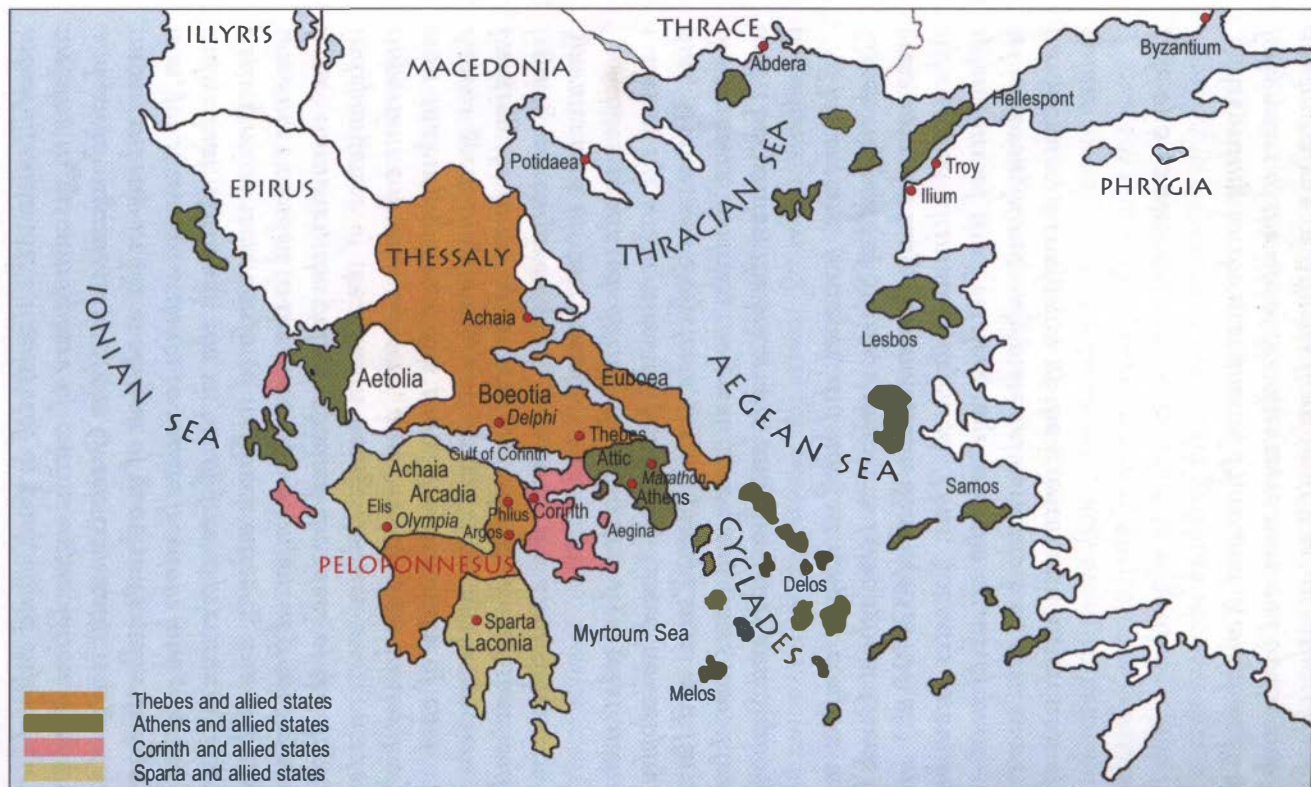 ILLYRIS
THRACE
Byzantium
Abdera
MACEDONIA
Hellespont
Potidaea
Troy
EPIRUS
PHRYGIA
Ilium
THRACIAN SEA
THESSALY
IONIAN SEA
Achaia
Lesbos
Aetolia
Euboea
AEGEAN SEA
Boeotia
Delphi
Thebes
Gulf of Corinth
Attic
Achaia
Marathon
Arcadia
Athens
Samos
Elis
Phlius
Corinth
Olympia
Argos
Aegina
PELOPONNESUS
CYCLADES
Delos
Sparta
Laconia
Myrtoum Sea
Melos
Thebes and allied states
Athens and allied states
Corinth and allied states
Sparta and allied states